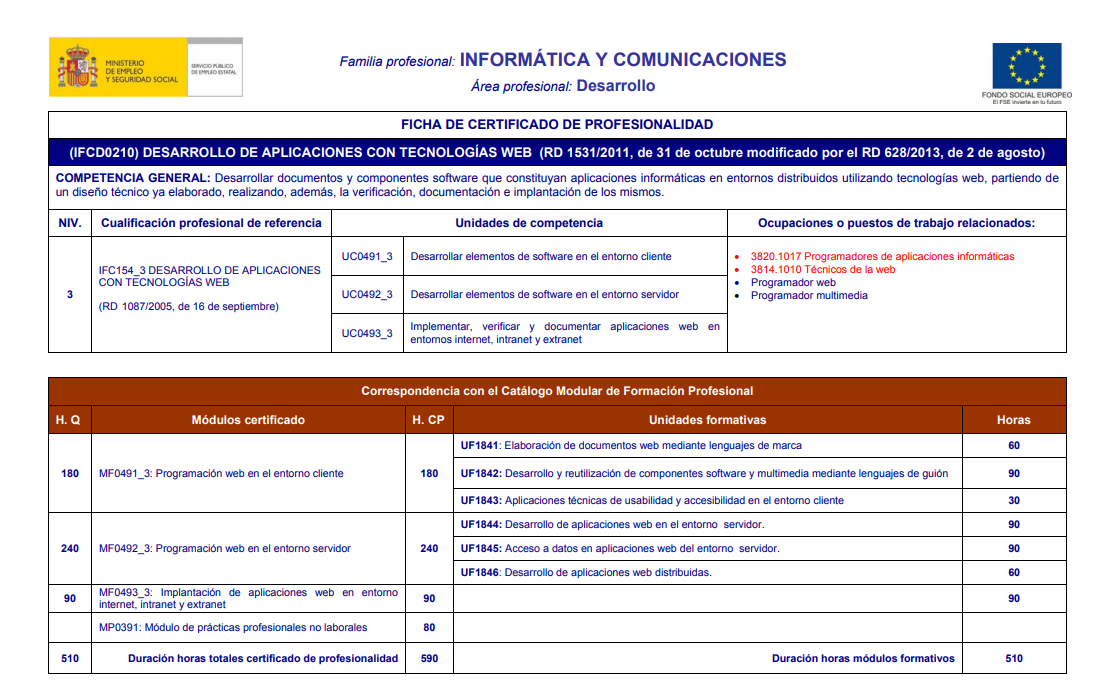 MINISTERIO
DE EMPLEO
Y SEGURIDAD SOCIAL
SERVICIO PÚBLICO
DE EMPLEO ESTATAL
Familia profesional: INFORMÁTICA Y COMUNICACIONES
Área profesional: Desarrollo
FONDO SOCIAL EUROPEO
El FSE invierte en tu futuro
FICHA DE CERTIFICADO DE PROFESIONALIDAD
(IFCD0210) DESARROLLO DE APLICACIONES CON TECNOLOGÍAS WEB (RD 1531/2011, de 31 de octubre modificado por el RD 628/2013, de 2 de agosto)
COMPETENCIA GENERAL: Desarrollar documentos y componentes software que constituyan aplicaciones informáticas en entornos distribuidos utilizando tecnologías web, partiendo de
un diseño técnico ya elaborado, realizando, además, la verificación, documentación e implantación de los mismos.
NIV.
Cualificación profesional de referencia
Unidades de competencia
Ocupaciones o puestos de trabajo relacionados:
3
IFC154_3 DESARROLLO DE APLICACIONES
CON TECNOLOGÍAS WEB
(RD 1087/2005, de 16 de septiembre)
UC0491_3
Desarrollar elementos de software en el entorno cliente
UC0492_3
Desarrollar elementos de software en el entorno servidor
UC0493_3
Implementar, verificar y documentar aplicaciones web en
entornos internet, intranet y extranet
• 3820.1017 Programadores de aplicaciones informáticas
• 3814.1010 Técnicos de la web
• Programador web
• Programador multimedia
Correspondencia con el Catálogo Modular de Formación Profesional
H. Q
Módulos certificado
H. CP
Unidades formativas
Horas
180
MF0491_3: Programación web en el entorno cliente
180
UF1841: Elaboración de documentos web mediante lenguajes de marca
60
UF1842: Desarrollo y reutilización de componentes software y multimedia mediante lenguajes de guión
90
UF1843: Aplicaciones técnicas de usabilidad y accesibilidad en el entorno cliente
30
240
MF0492_3: Programación web en el entorno servidor
240
UF1844: Desarrollo de aplicaciones web en el entorno servidor.
90
UF1845: Acceso a datos en aplicaciones web del entorno servidor.
90
UF1846: Desarrollo de aplicaciones web distribuidas.
60
90
MF0493_3: Implantación de aplicaciones web en entorno
internet, intranet y extranet
90
90
MP0391: Módulo de prácticas profesionales no laborales
80
510
Duración horas totales certificado de profesionalidad
590
Duración horas módulos formativos
510